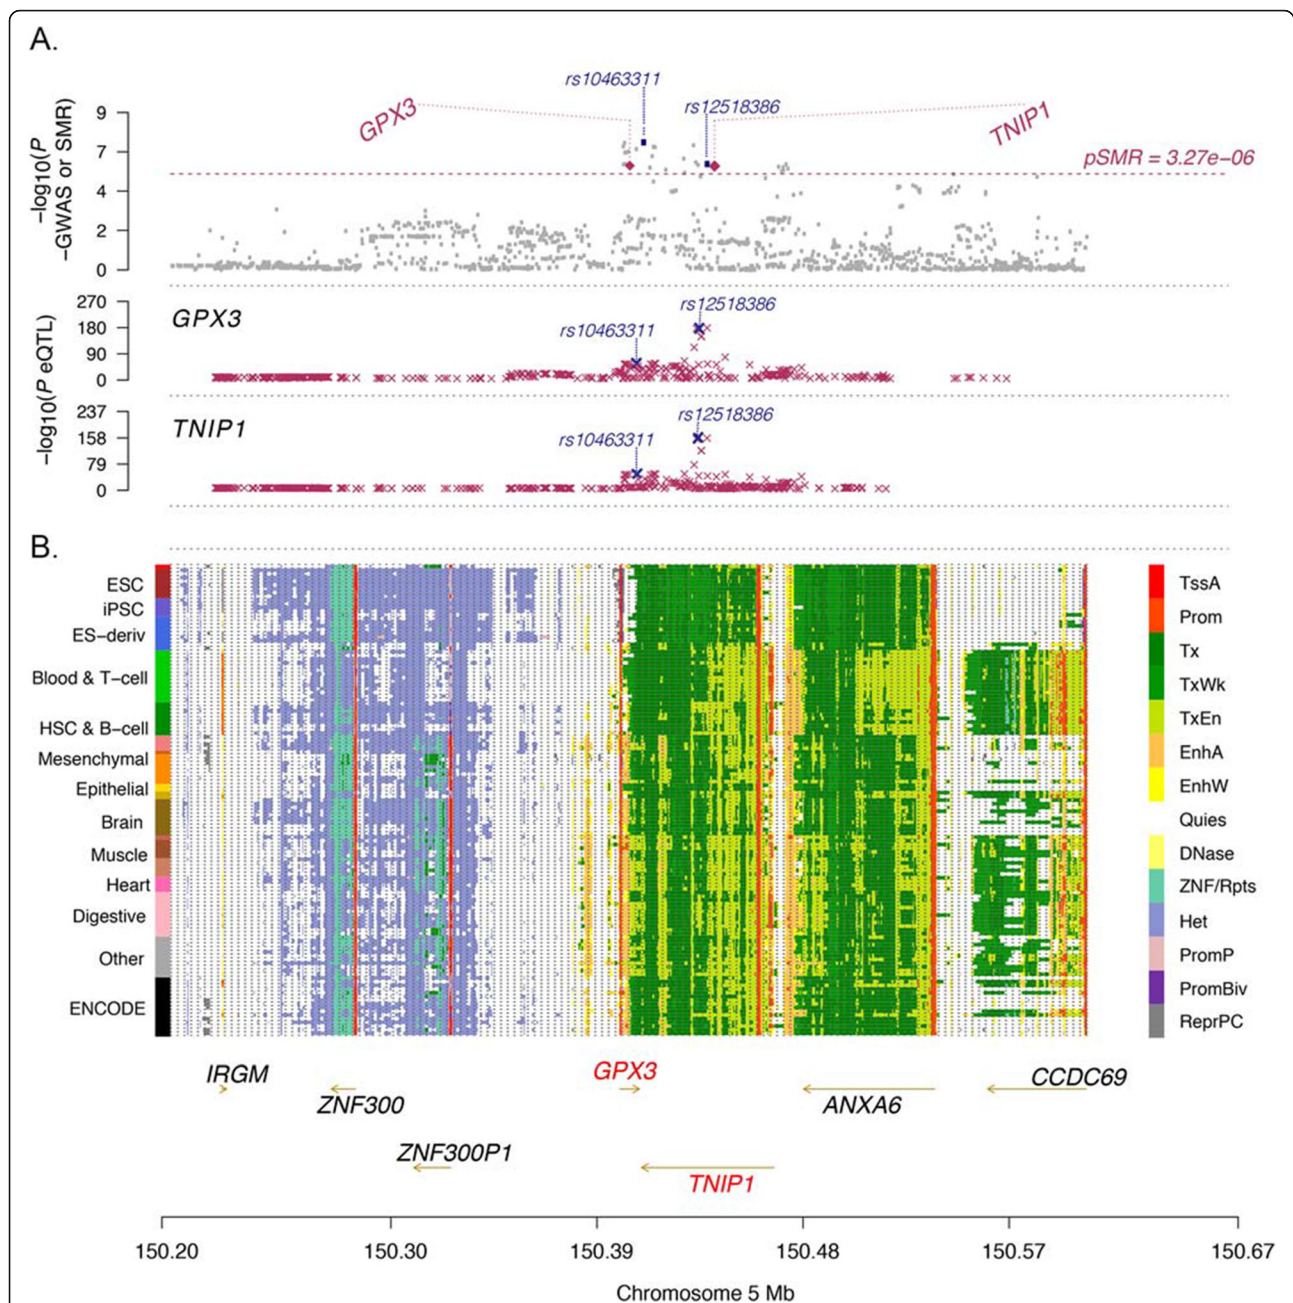 A.
rs10463311
rs12518386
GPX3
TNIP1
pSMR = 3.27e−06
−log10(P
−GWAS or SMR)
9
7
4
2
0
−log10(P eQTL)
270
180
90
0
GPX3
rs10463311
rs12518386
237
158
79
0
TNIP1
rs10463311
rs12518386
B.
ESC
iPSC
ES−deriv
Blood & T−cell
HSC & B−cell
Mesenchymal
Epithelial
Brain
Muscle
Heart
Digestive
Other
ENCODE
TssA
Prom
Tx
TxWk
TxEn
EnhA
EnhW
Quies
DNase
ZNF/Rpts
Het
PromP
PromBiv
ReprPC
IRGM
ZNF300
ZNF300P1
GPX3
TNIP1
ANXA6
CCDC69
150.20 150.30 150.39 150.48 150.57 150.67
Chromosome 5 Mb